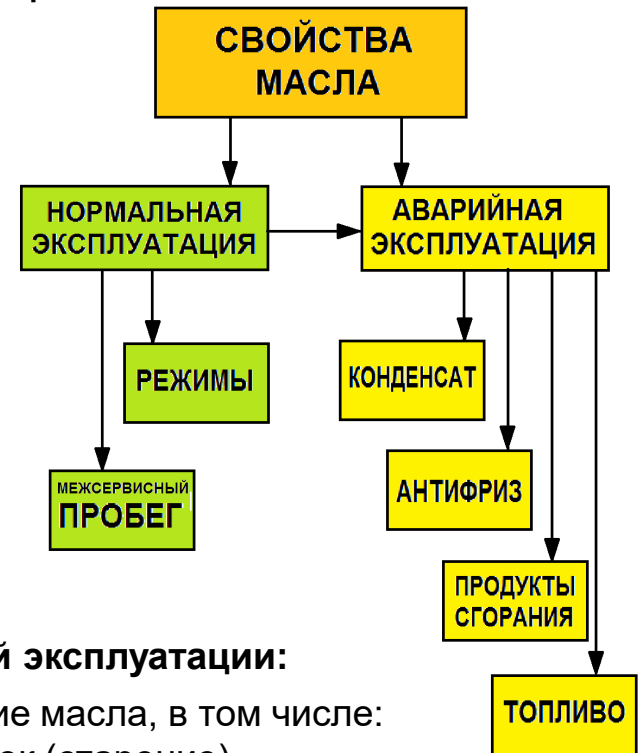 СВОЙСТВА
МАСЛА
НОРМАЛЬНАЯ
ЭКСПЛУАТАЦИЯ
АВАРИЙНАЯ
ЭКСПЛУАТАЦИЯ
РЕЖИМЫ
КОНДЕНСАТ
МЕЖСЕРВИСНЫЙ
ПРОБЕГ
АНТИФРИЗ
ПРОДУКТЫ
СГОРАНИЯ
ТОПЛИВО
й эксплуатации:
ие масла, в том числе:
(старение)